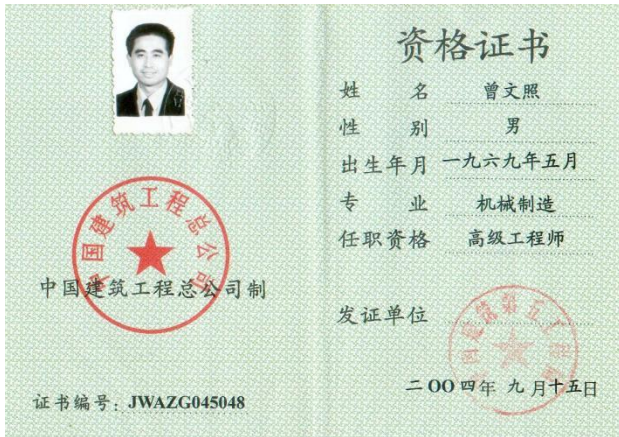 中国建筑工程总公司
中国建筑工程总公司制
证书编号：JWAZG045048
资格证书
姓 名 曾文照
性 别 男
出生年月 一九六九年五月
专 业 机械制造
任职资格 高级工程师
发证单位
二OO四年 九月十五日